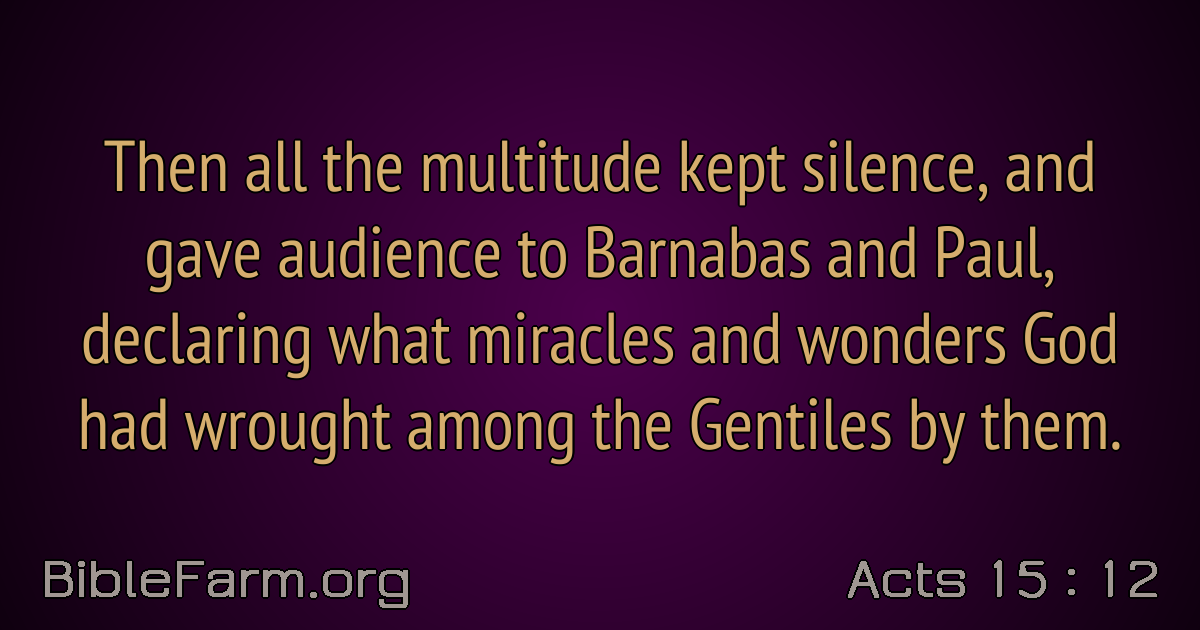 Then all the multitude kept silence, and
gave audience to Barnabas and Paul,
declaring what miracles and wonders God
had wrought among the Gentiles by them.
BibleFarm.org
Acts 15 : 12